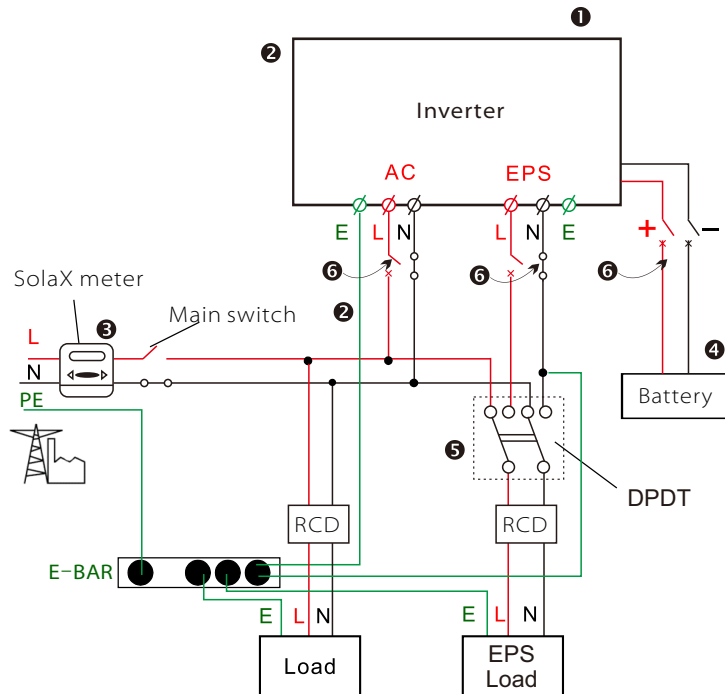 ❶
❷
Inverter
AC
EPS
E
L
N
L
N
E
+
−
❻
❻
❻
SolaX meter
❸
Main switch
❷
L
N
PE
❹
Battery
❺
DPDT
RCD
RCD
E-BAR
E
L
N
E
L
N
Load
EPS
Load